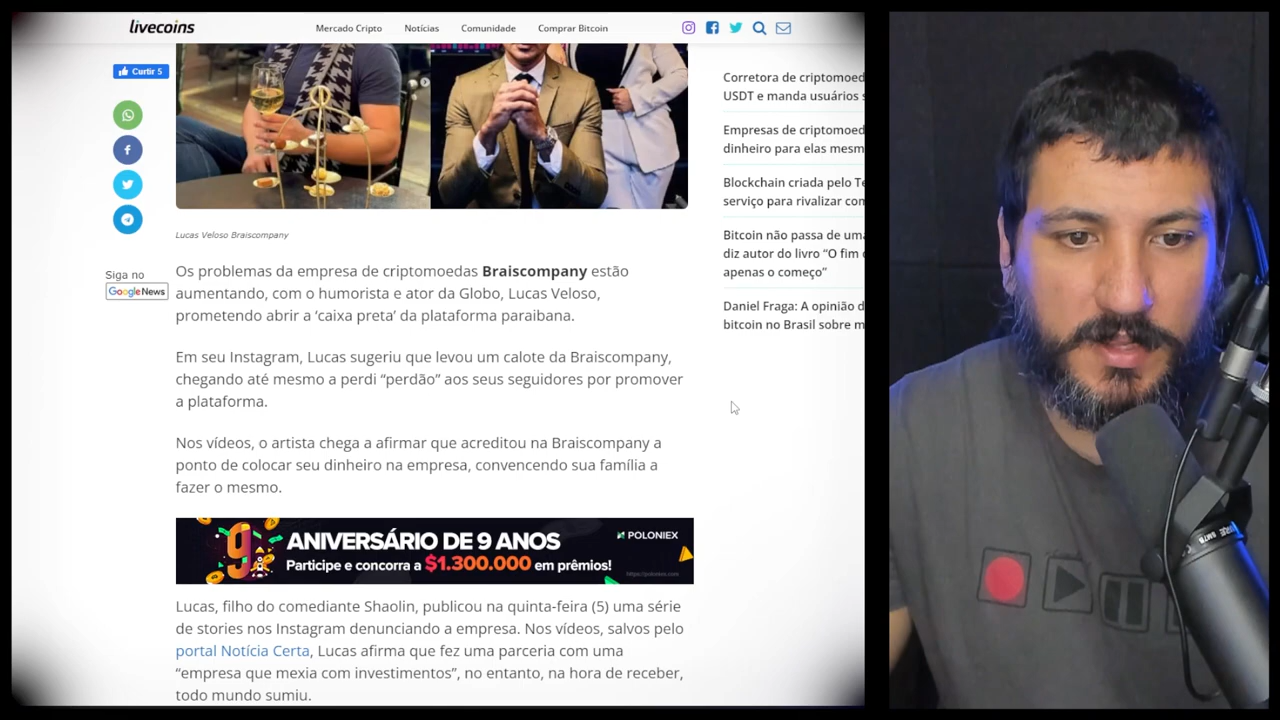 livecoins
Mercado Cripto
Notícias
Comunidade
Comprar Bitcoin
Curtir 5
Siga no
Google News
Lucas Veloso Braiscompany
Os problemas da empresa de criptomoedas Braiscompany estão
aumentando, com o humorista e ator da Globo, Lucas Veloso,
prometendo abrir a ‘caixa preta’ da plataforma paraibana.
Em seu Instagram, Lucas sugeriu que levou um calote da Braiscompany,
chegando até mesmo a perdi “perdão” aos seus seguidores por promover
a plataforma.
Nos vídeos, o artista chega a afirmar que acreditou na Braiscompany a
ponto de colocar seu dinheiro na empresa, convencendo sua família a
fazer o mesmo.
9
ANIVERSÁRIO DE 9 ANOS
Participe e concorra a $1.300.000 em prêmios!
POLONIEX
https://poloniex.com
Lucas, filho do comediante Shaolin, publicou na quinta-feira (5) uma série
de stories nos Instagram denunciando a empresa. Nos vídeos, salvos pelo
portal Notícia Certa, Lucas afirma que fez uma parceria com uma
“empresa que mexia com investimentos”, no entanto, na hora de receber,
todo mundo sumiu.
Corretora de criptomoed
USDT e manda usuários s
Empresas de criptomoed
dinheiro para elas mesm
Blockchain criada pelo Te
serviço para rivalizar con
Bitcoin não passa de uma
diz autor do livro “O fim d
apenas o começo”
Daniel Fraga: A opinião d
bitcoin no Brasil sobre m